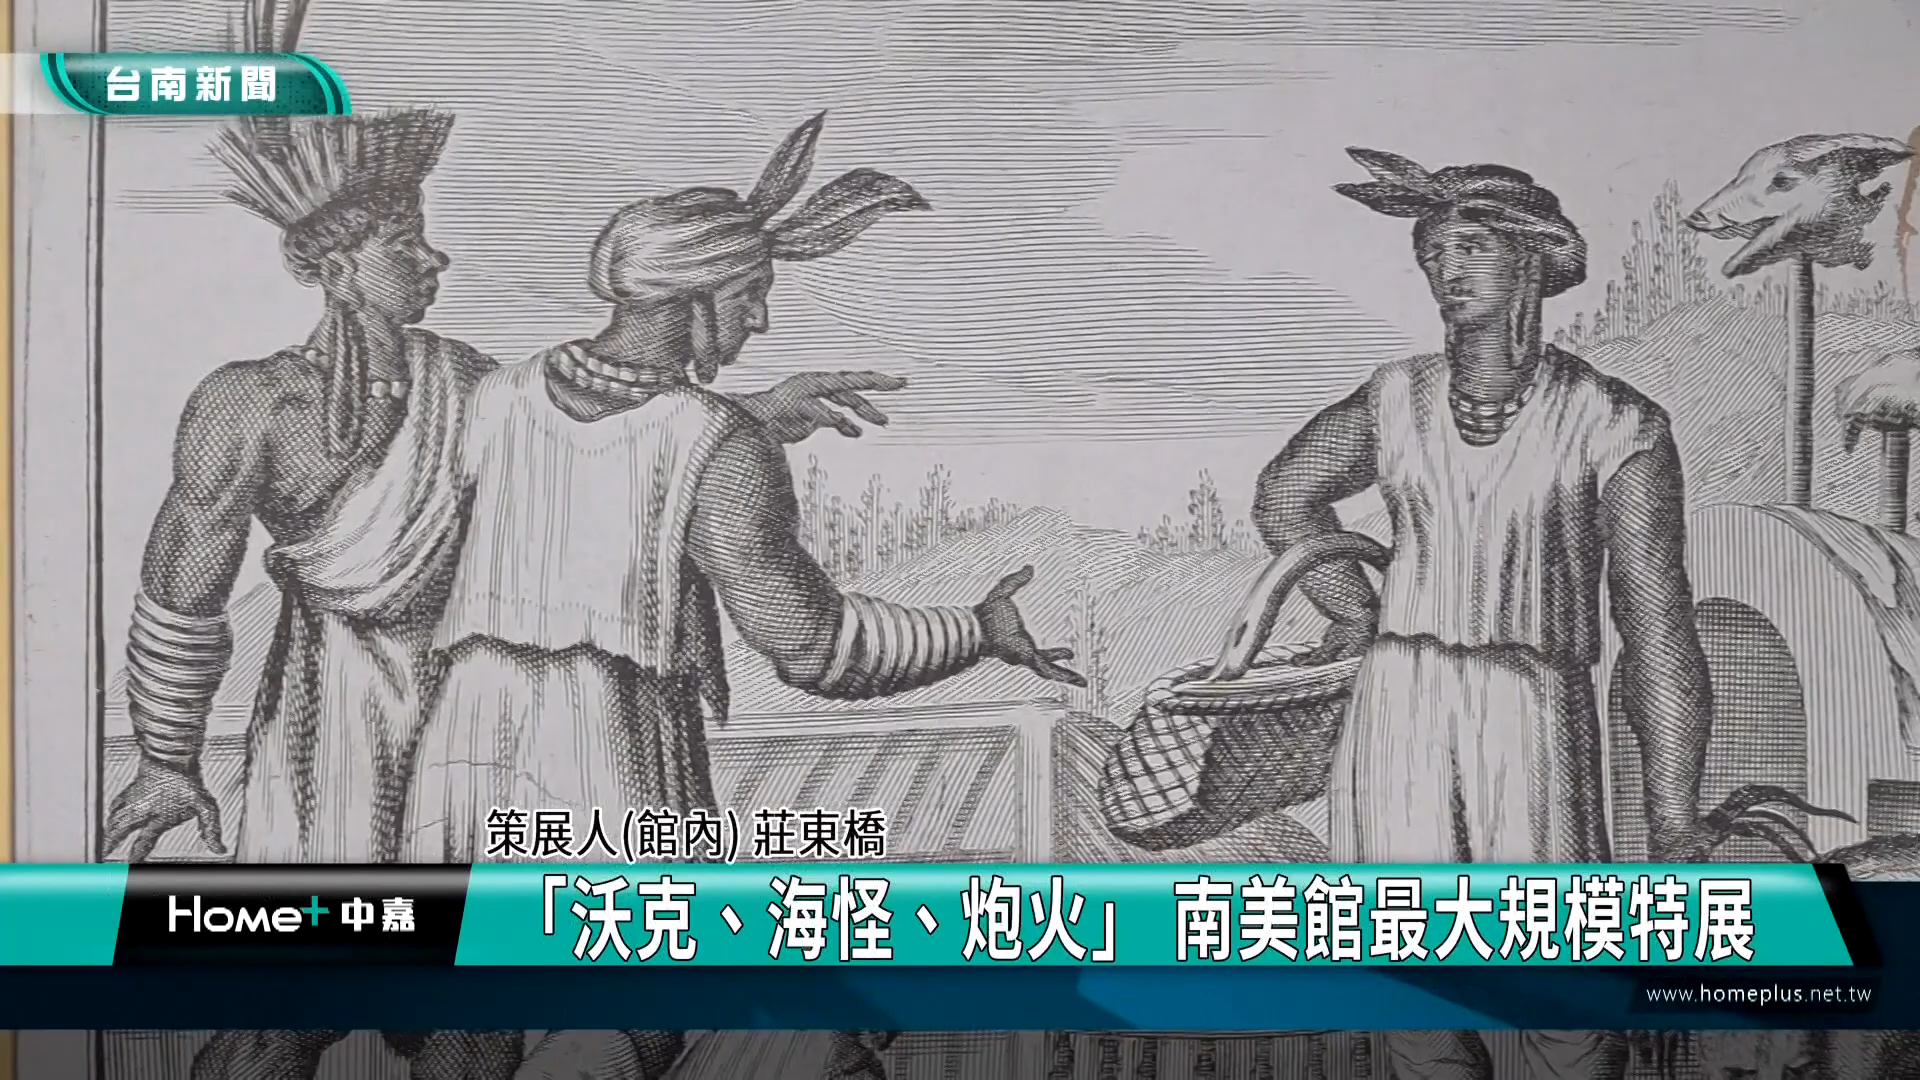 台南新聞
策展人(館內) 莊東橋
Home+ 中嘉
「沃克、海怪、炮火」 南美館最大規模特展
www.homeplus.net.tw